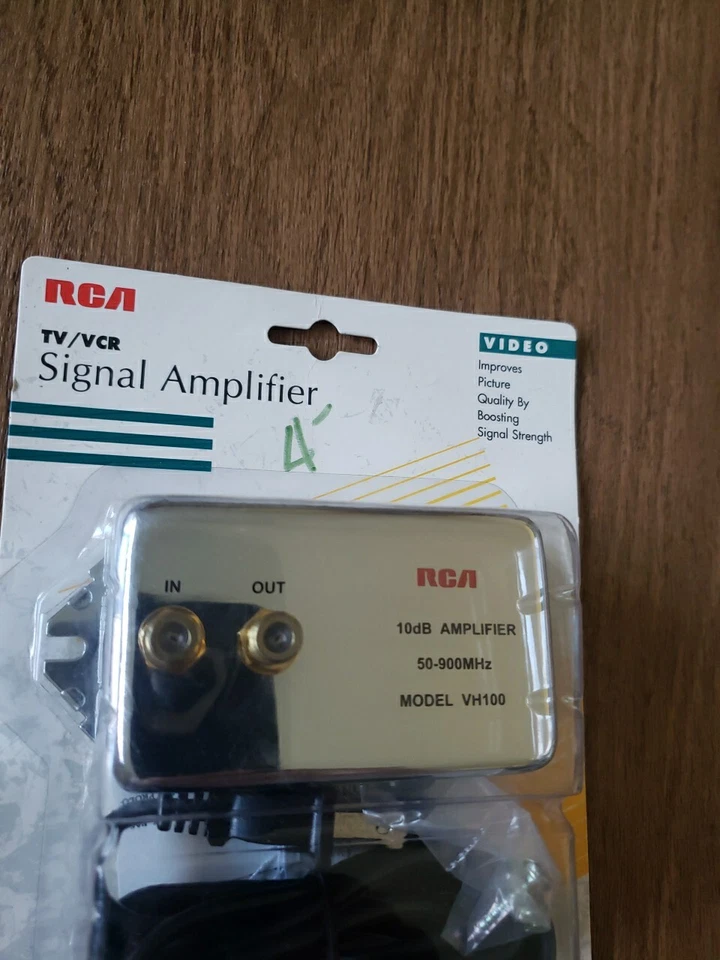 RCA
TV/VCR
Signal Amplifier
VIDEO
Improves
Picture
Quality By
Boosting
Signal Strength
4'
IN OUT
RCA
10dB AMPLIFIER
50-900MHz
MODEL VH100